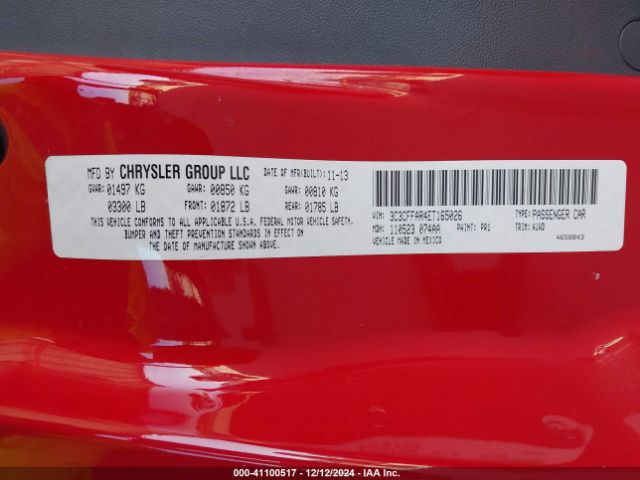 MFD BY CHRYSLER GROUP LLC DATE OF MFR(BUILT): 11-13
GVWR: 01497 KG GAWR: 00850 KG GAWR: 00810 KG
03300 LB FRONT: 01872 LB REAR: 01785 LB
THIS VEHICLE CONFORMS TO ALL APPLICABLE U.S.A. FEDERAL MOTOR VEHICLE SAFETY,
BUMPER AND THEFT PREVENTION STANDARDS IN EFFECT ON
THE DATE OF MANUFACTURE SHOWN ABOVE.
VIN: 3C3CFFAR4ET165026 TYPE: PASSENGER CAR
MDH: 110523 074AA PAINT: PR1 TRIM: AJXD
VEHICLE MADE IN MEXICO 4658043
000-41100517 - 12/12/2024 - IAA.com